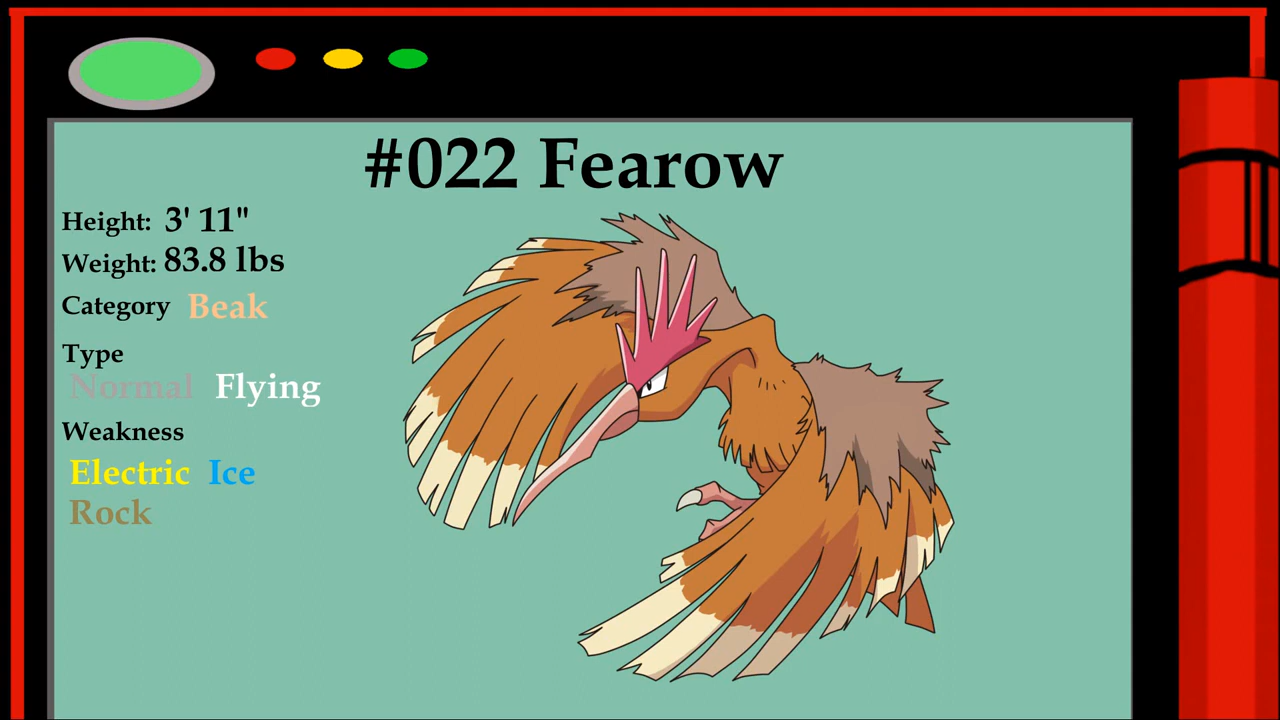 #022 Fearow
Height: 3' 11"
Weight: 83.8 lbs
Category Beak
Type
Normal Flying
Weakness
Electric Ice
Rock